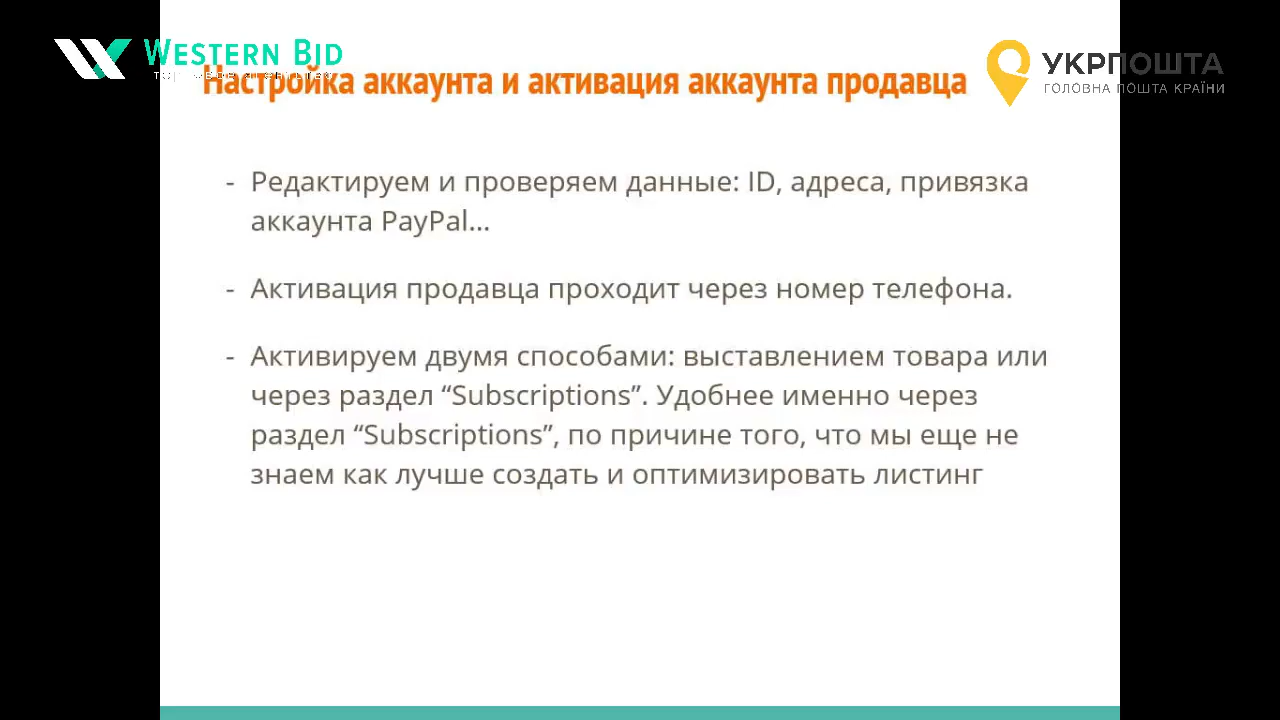 WESTERN BID
Настройка аккаунта и активация аккаунта продавца
УКРПОШТА
ГОЛОВНА ПОШТА КРАЇНИ
- Редактируем и проверяем данные: ID, адреса, привязка
аккаунта PayPal...
- Активация продавца проходит через номер телефона.
- Активируем двумя способами: выставлением товара или
через раздел “Subscriptions”. Удобнее именно через
раздел “Subscriptions”, по причине того, что мы еще не
знаем как лучше создать и оптимизировать листинг